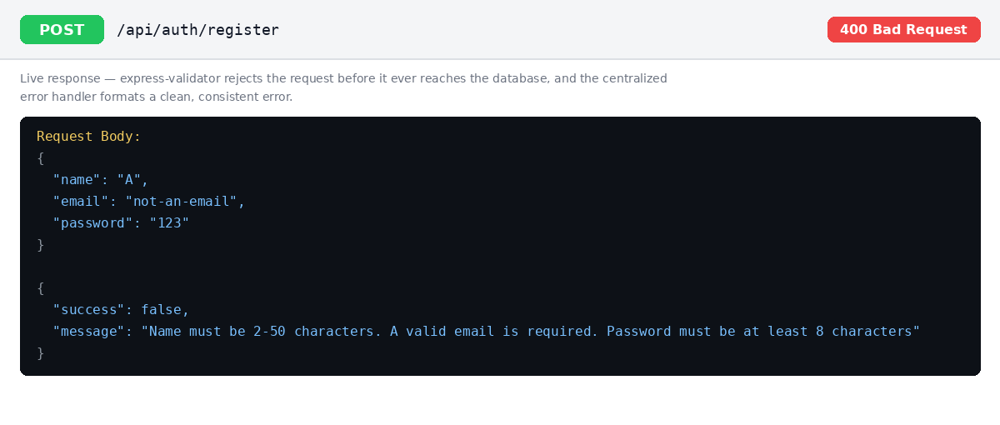 POST /api/auth/register 400 Bad Request
Live response — express-validator rejects the request before it ever reaches the database, and the centralized
error handler formats a clean, consistent error.
Request Body:
{
  "name": "A",
  "email": "not-an-email",
  "password": "123"
}
{
  "success": false,
  "message": "Name must be 2-50 characters. A valid email is required. Password must be at least 8 characters"
}